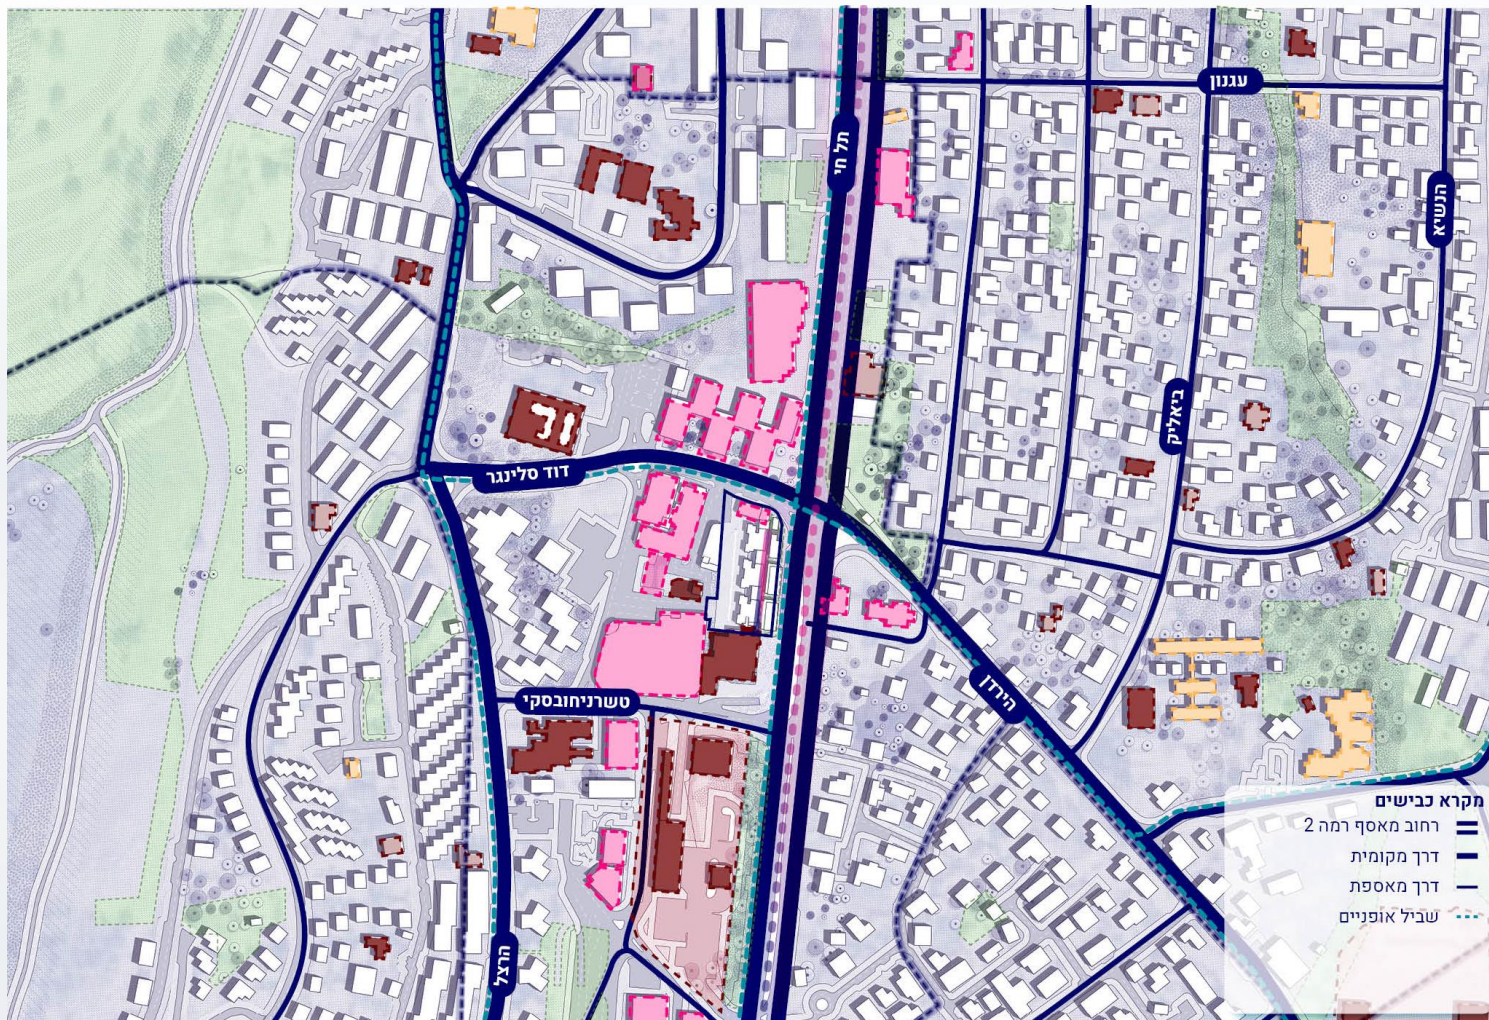 עגנון
תל חי
הנשיא
ביאליק
דוד סלינגר
הירדן
טשרניחובסקי
הרצל
מקרא כבישים
רחוב מאסף רמה 2
דרך מקומית
דרך מאספת
שביל אופניים